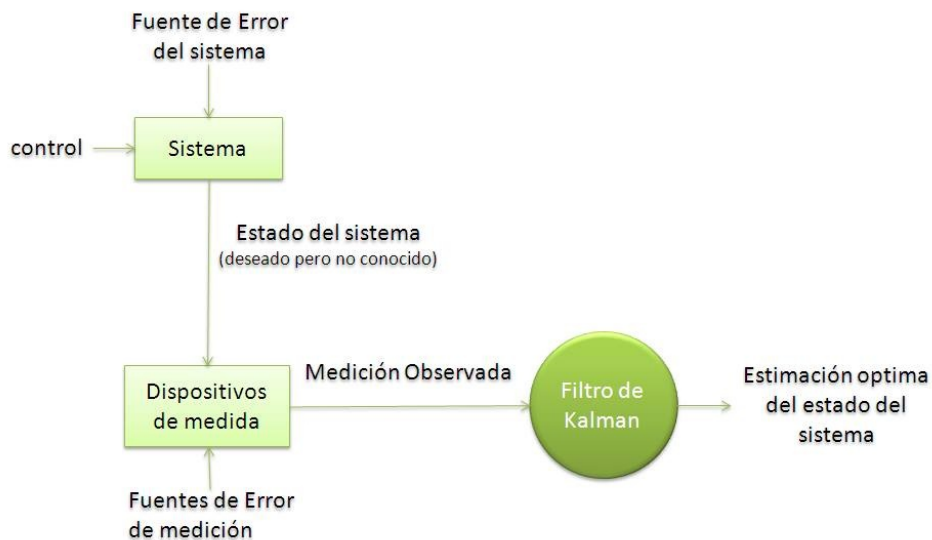 Fuente de Error
del sistema
control
Sistema
Estado del sistema
(deseado pero no conocido)
Dispositivos
de medida
Medición Observada
Filtro de
Kalman
Estimación optima
del estado del
sistema
Fuentes de Error
de medición